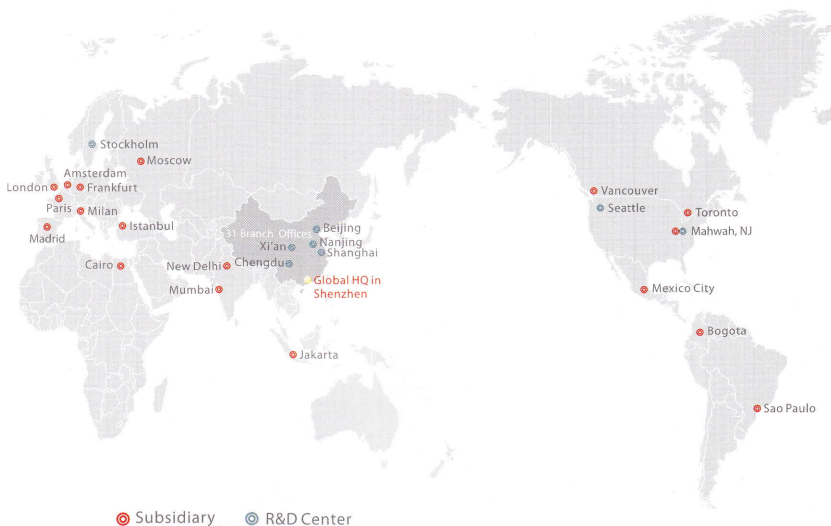 Stockholm
Moscow
Amsterdam
London
Frankfurt
Paris
Milan
Istanbul
Madrid
Cairo
New Delhi
Mumbai
31 Branch Offices
Beijing
Xi'an
Nanjing
Shanghai
Chengdu
Global HQ in
Shenzhen
Jakarta
Vancouver
Seattle
Toronto
Mahwah, NJ
Mexico City
Bogota
Sao Paulo
Subsidiary
R&D Center